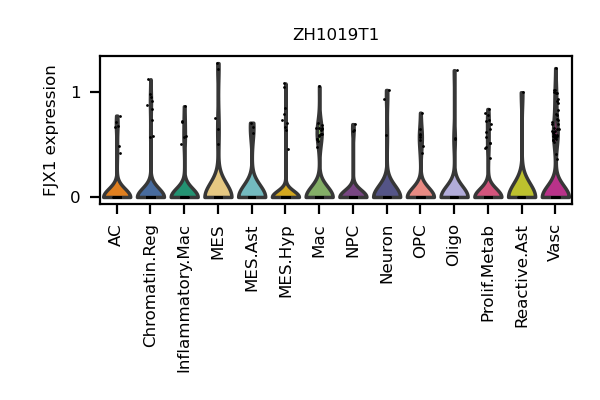 ZH1019T1
FJX1 expression
1
0
AC
Chromatin.Reg
Inflammatory.Mac
MES
MES.Ast
MES.Hyp
Mac
NPC
Neuron
OPC
Oligo
Prolif.Metab
Reactive.Ast
Vasc